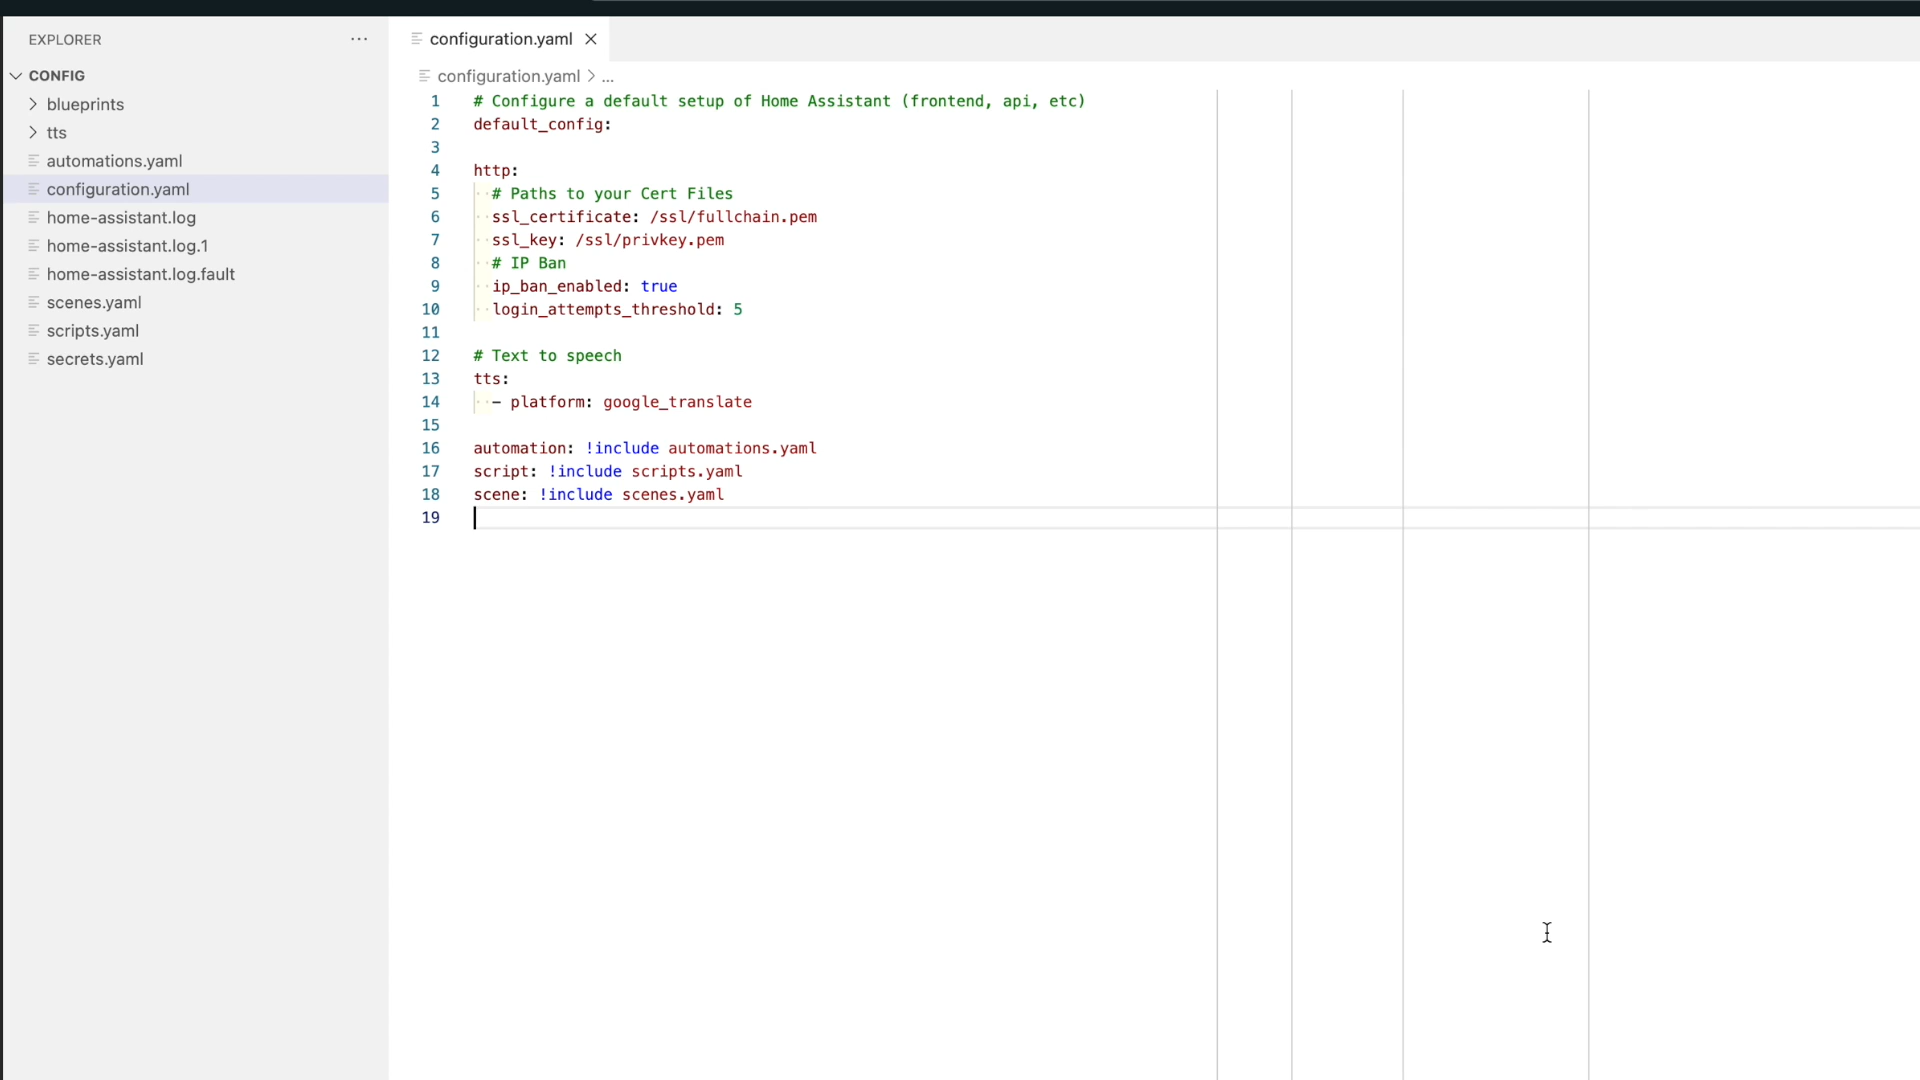 EXPLORER
CONFIG
blueprints
tts
automations.yaml
configuration.yaml
home-assistant.log
home-assistant.log.1
home-assistant.log.fault
scenes.yaml
scripts.yaml
secrets.yaml
configuration.yaml
configuration.yaml > ...
1 # Configure a default setup of Home Assistant (frontend, api, etc)
2 default_config:
3
4 http:
5   # Paths to your Cert Files
6   ssl_certificate: /ssl/fullchain.pem
7   ssl_key: /ssl/privkey.pem
8   # IP Ban
9   ip_ban_enabled: true
10   login_attempts_threshold: 5
11
12 # Text to speech
13 tts:
14   - platform: google_translate
15
16 automation: !include automations.yaml
17 script: !include scripts.yaml
18 scene: !include scenes.yaml
19